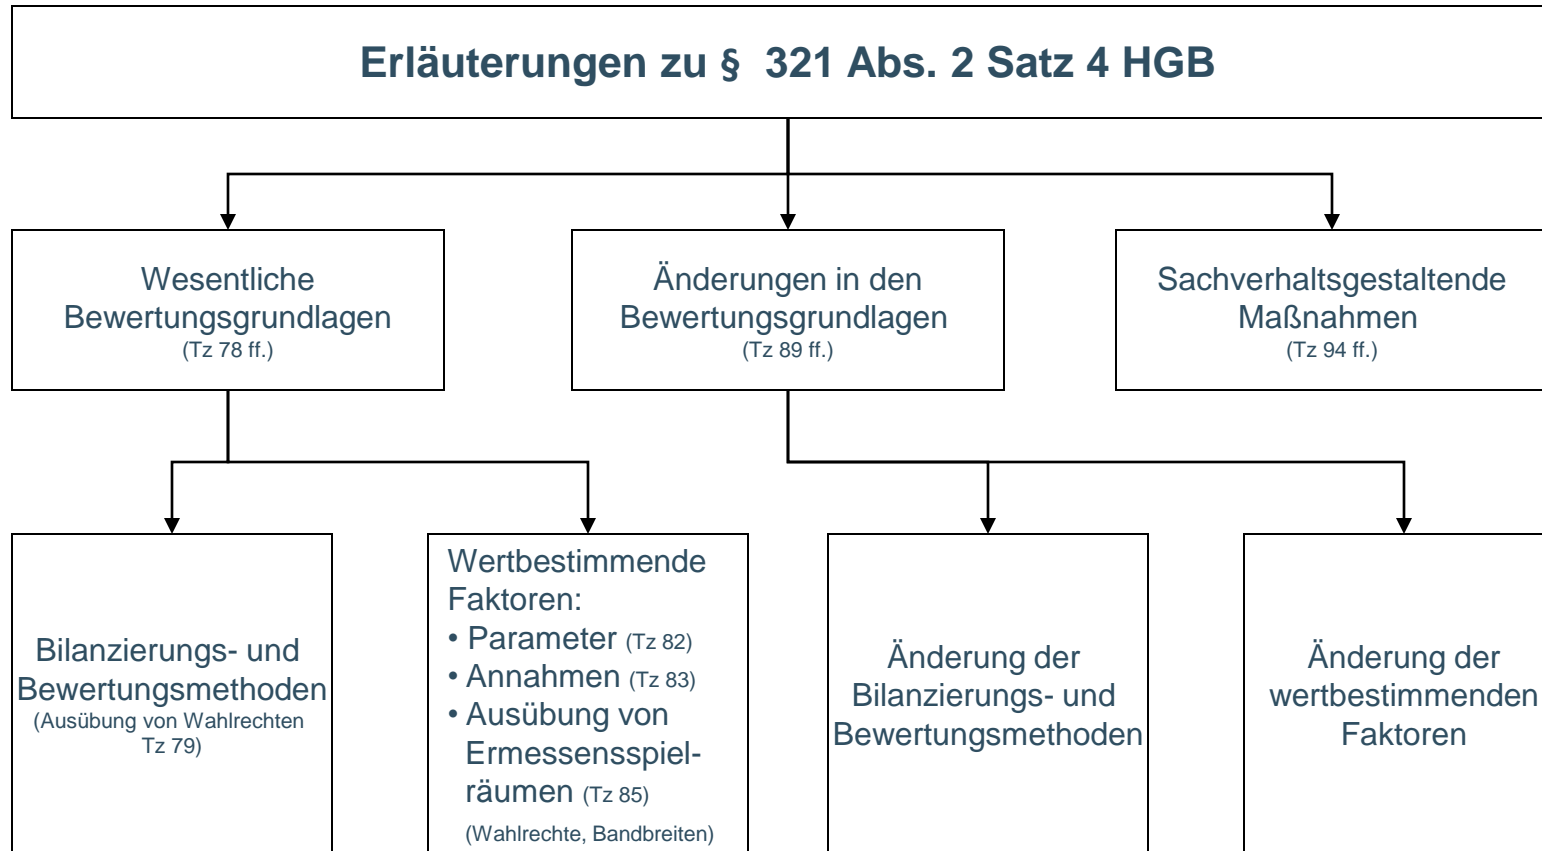 Erläuterungen zu §  321 Abs. 2 Satz 4 HGB
Wesentliche
Bewertungsgrundlagen
(Tz 78 ff.)
Änderungen in den
Bewertungsgrundlagen
(Tz 89 ff.)
Sachverhaltsgestaltende
Maßnahmen
(Tz 94 ff.)
Bilanzierungs- und
Bewertungsmethoden
(Ausübung von Wahlrechten
Tz 79)
Wertbestimmende
Faktoren:
• Parameter (Tz 82)
• Annahmen (Tz 83)
• Ausübung von
Ermessensspiel-
räumen (Tz 85)
(Wahlrechte, Bandbreiten)
Änderung der
Bilanzierungs- und
Bewertungsmethoden
Änderung der
wertbestimmenden
Faktoren